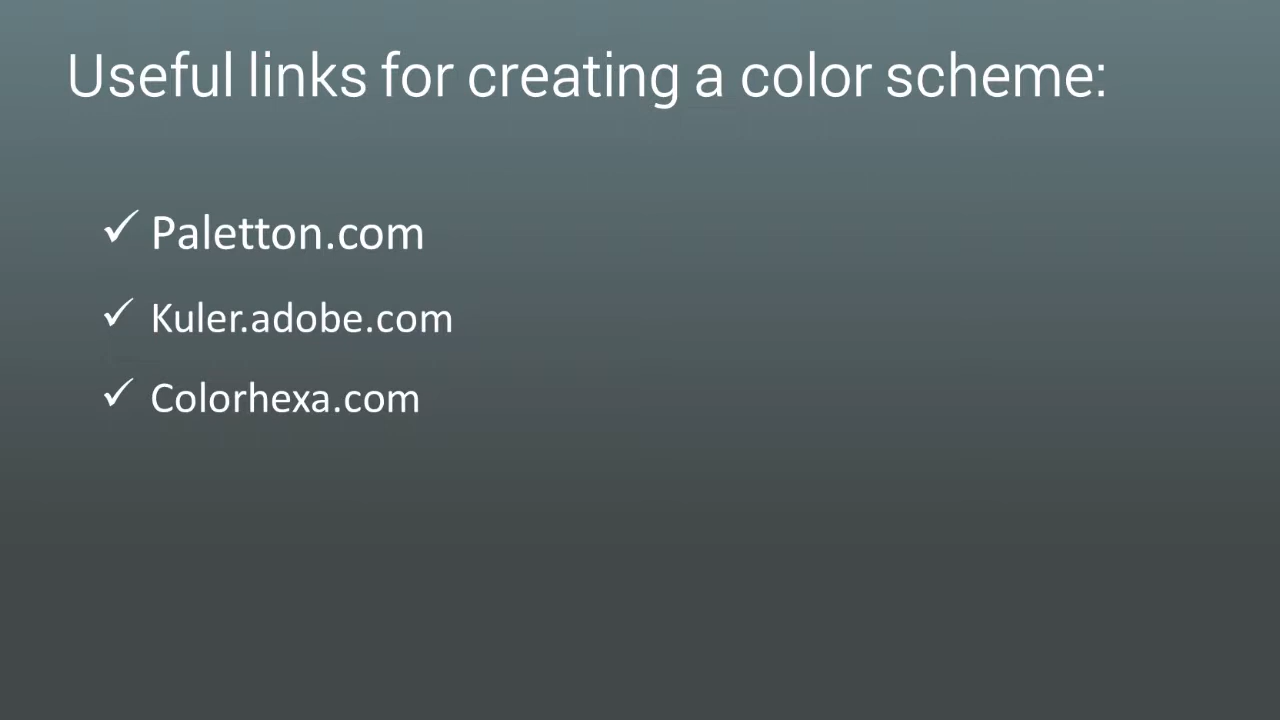 Useful links for creating a color scheme:
✓ Paletton.com
✓ Kuler.adobe.com
✓ Colorhexa.com